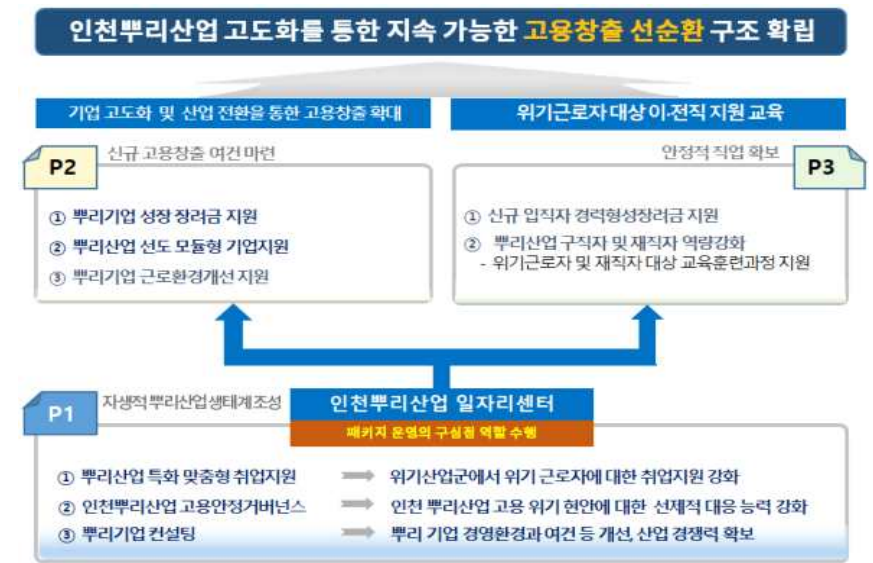 인천뿌리산업 고도화를 통한 지속 가능한 고용창출 선순환 구조 확립
기업 고도화 및 산업 전환을 통한 고용창출 확대
위기근로자 대상 이·전직 지원 교육
P2
신규 고용창출 여건 마련
안정적 직업 확보
P3
① 뿌리기업 성장 장려금 지원
② 뿌리산업 선도 모듈형 기업지원
③ 뿌리기업 근로환경개선 지원
① 신규 입직자 경력형성장려금 지원
② 뿌리산업 구직자 및 재직자 역량강화
- 위기근로자 및 재직자 대상 교육훈련과정 지원
P1
자생적 뿌리산업 생태계 조성
인천뿌리산업 일자리센터
패키지 운영의 구심점 역할 수행
① 뿌리산업 특화 맞춤형 취업지원
위기산업군에서 위기 근로자에 대한 취업지원 강화
② 인천뿌리산업 고용안정거버넌스
인천 뿌리산업 고용 위기 현안에 대한 선제적 대응 능력 강화
③ 뿌리기업 컨설팅
뿌리 기업 경영환경과 여건 등 개선, 산업 경쟁력 확보